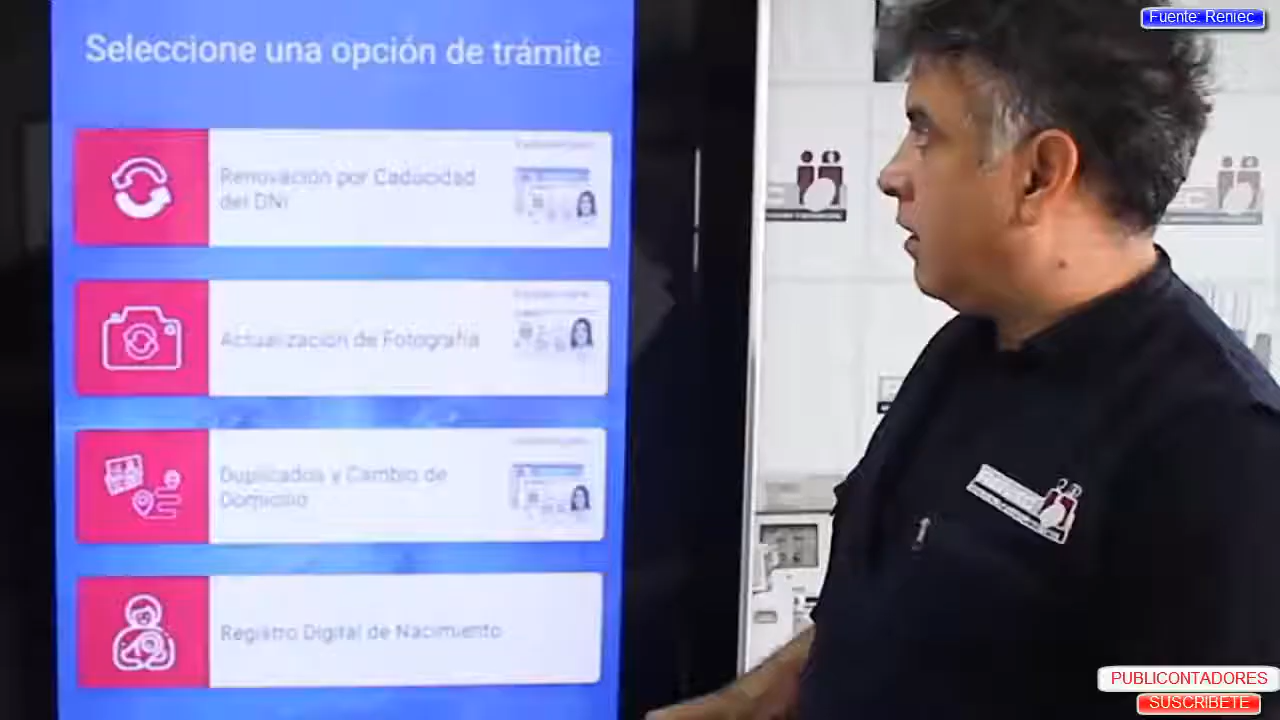 Fuente: Reniec
Seleccione una opción de trámite
Renovación por Caducidad
del DNI
Actualización de Fotografía
Duplicados y Cambio de
Domicilio
Registro Digital de Nacimiento
PUBLICONTADORES
SUSCRIBETE